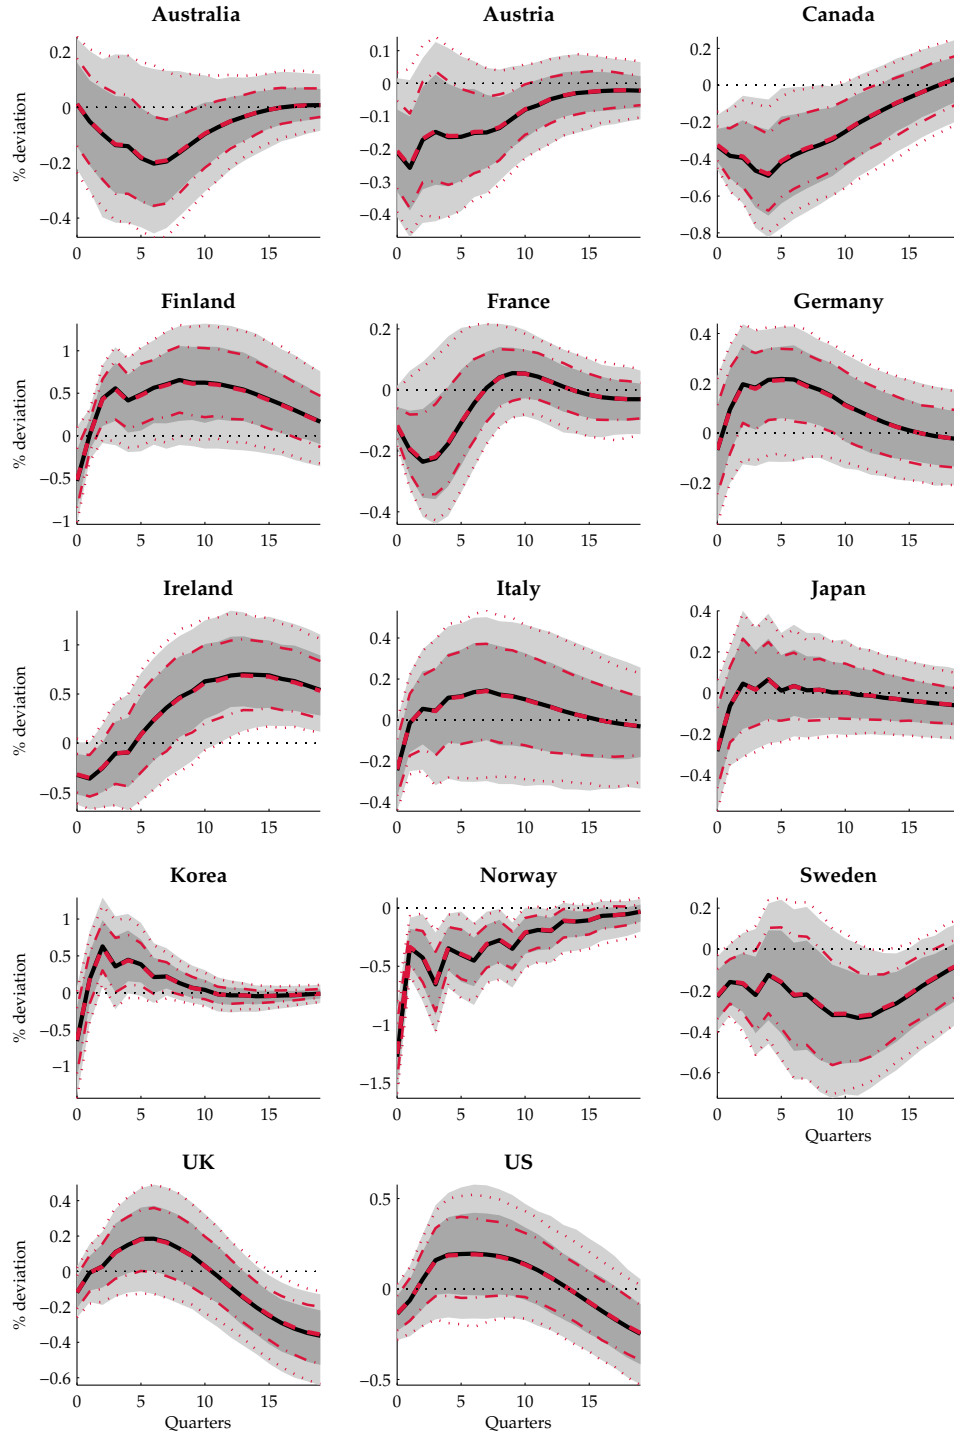 Australia Austria Canada
% deviation
0.2 0 −0.2 −0.4
0 5 10 15
0.1 0 −0.1 −0.2 −0.3 −0.4
0 5 10 15
0.2 0 −0.2 −0.4 −0.6 −0.8
0 5 10 15
Finland France Germany
% deviation
1 0.5 0 −0.5 −1
0 5 10 15
0.2 0 −0.2 −0.4
0 5 10 15
0.4 0.2 0 −0.2
0 5 10 15
Ireland Italy Japan
% deviation
1 0.5 0 −0.5
0 5 10 15
0.4 0.2 0 −0.2 −0.4
0 5 10 15
0.4 0.2 0 −0.2 −0.4
0 5 10 15
Korea Norway Sweden
% deviation
1 0.5 0 −0.5 −1
0 5 10 15
0 −0.5 −1 −1.5
0 5 10 15
0.2 0 −0.2 −0.4 −0.6
0 5 10 15
Quarters
UK US
% deviation
0.4 0.2 0 −0.2 −0.4 −0.6
0 5 10 15
Quarters
0.5 0 −0.5
0 5 10 15
Quarters